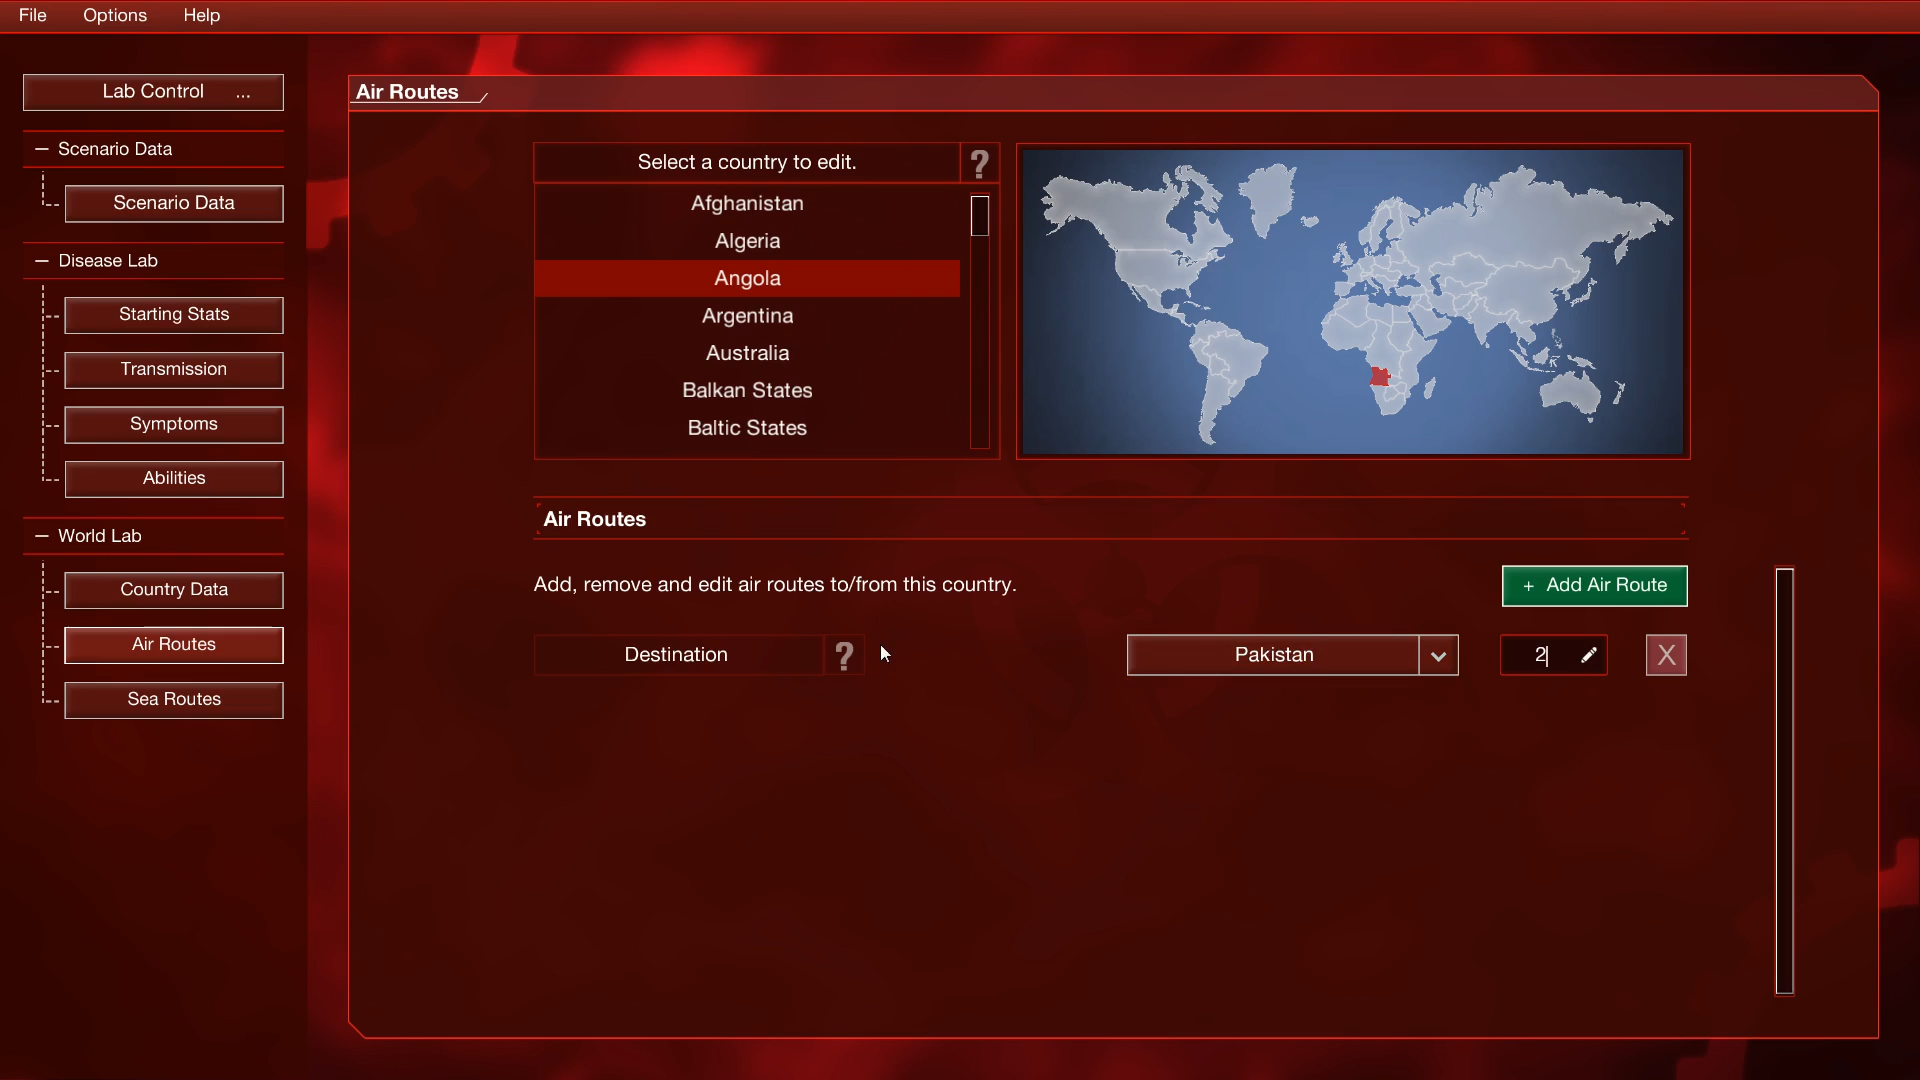 File Options Help
Lab Control ...
Scenario Data
Scenario Data
Disease Lab
Starting Stats
Transmission
Symptoms
Abilities
World Lab
Country Data
Air Routes
Sea Routes
Air Routes
Select a country to edit. ?
Afghanistan
Algeria
Angola
Argentina
Australia
Balkan States
Baltic States
Air Routes
Add, remove and edit air routes to/from this country.
+ Add Air Route
Destination ? Pakistan 2 X